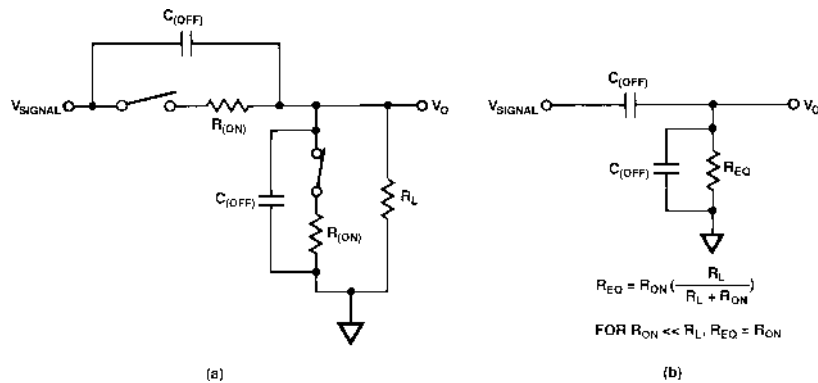 C(OFF)
VSIGNAL
R(ON)
VO
C(OFF)
R(ON)
RL
(a)
C(OFF)
VSIGNAL
VO
C(OFF)
REQ
REQ = RON( RL / RL + RON )
FOR RON << RL, REQ = RON
(b)